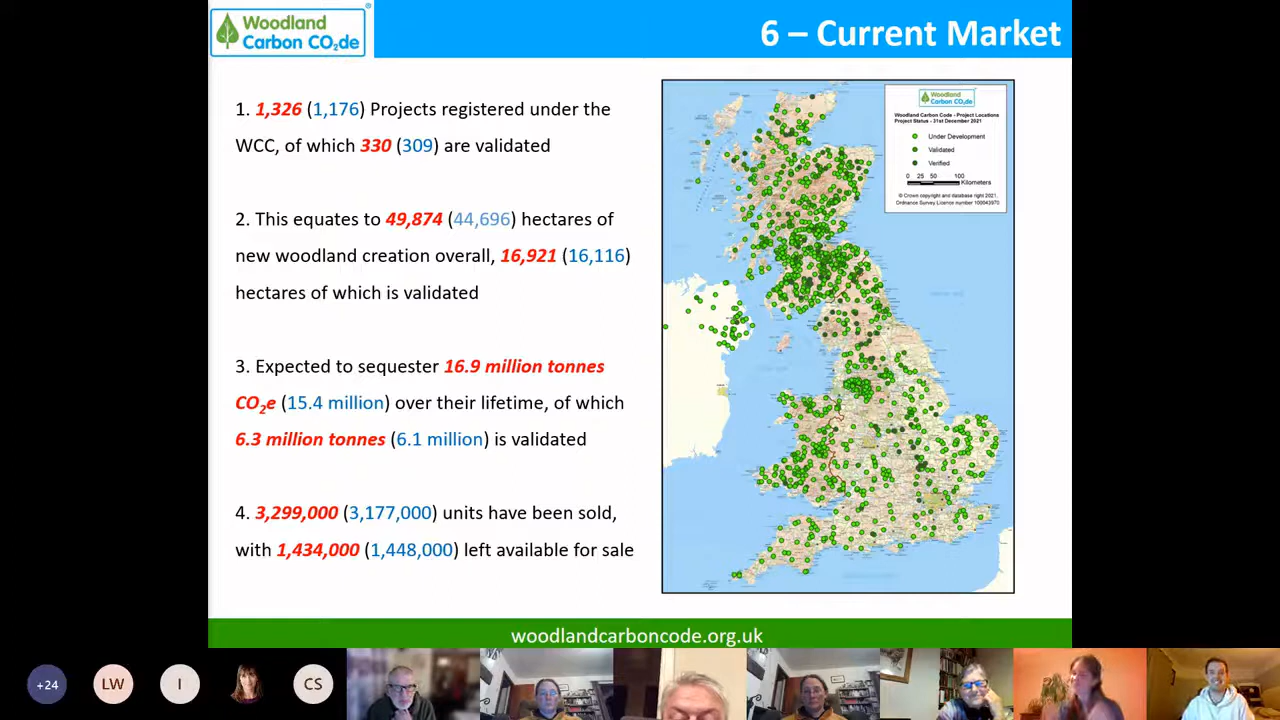 Woodland
Carbon CO₂de
®
6 – Current Market
1. 1,326 (1,176) Projects registered under the
WCC, of which 330 (309) are validated
2. This equates to 49,874 (44,696) hectares of
new woodland creation overall, 16,921 (16,116)
hectares of which is validated
3. Expected to sequester 16.9 million tonnes
CO₂e (15.4 million) over their lifetime, of which
6.3 million tonnes (6.1 million) is validated
4. 3,299,000 (3,177,000) units have been sold,
with 1,434,000 (1,448,000) left available for sale
Woodland
Carbon CO₂de
Woodland Carbon Code - Project Locations
Project Status - 31st December 2021
Under Development
Validated
Verified
0 25 50 100
Kilometers
© Crown copyright and database right 2021.
Ordnance Survey Licence number 100043970
woodlandcarboncode.org.uk
+24
LW
I
CS